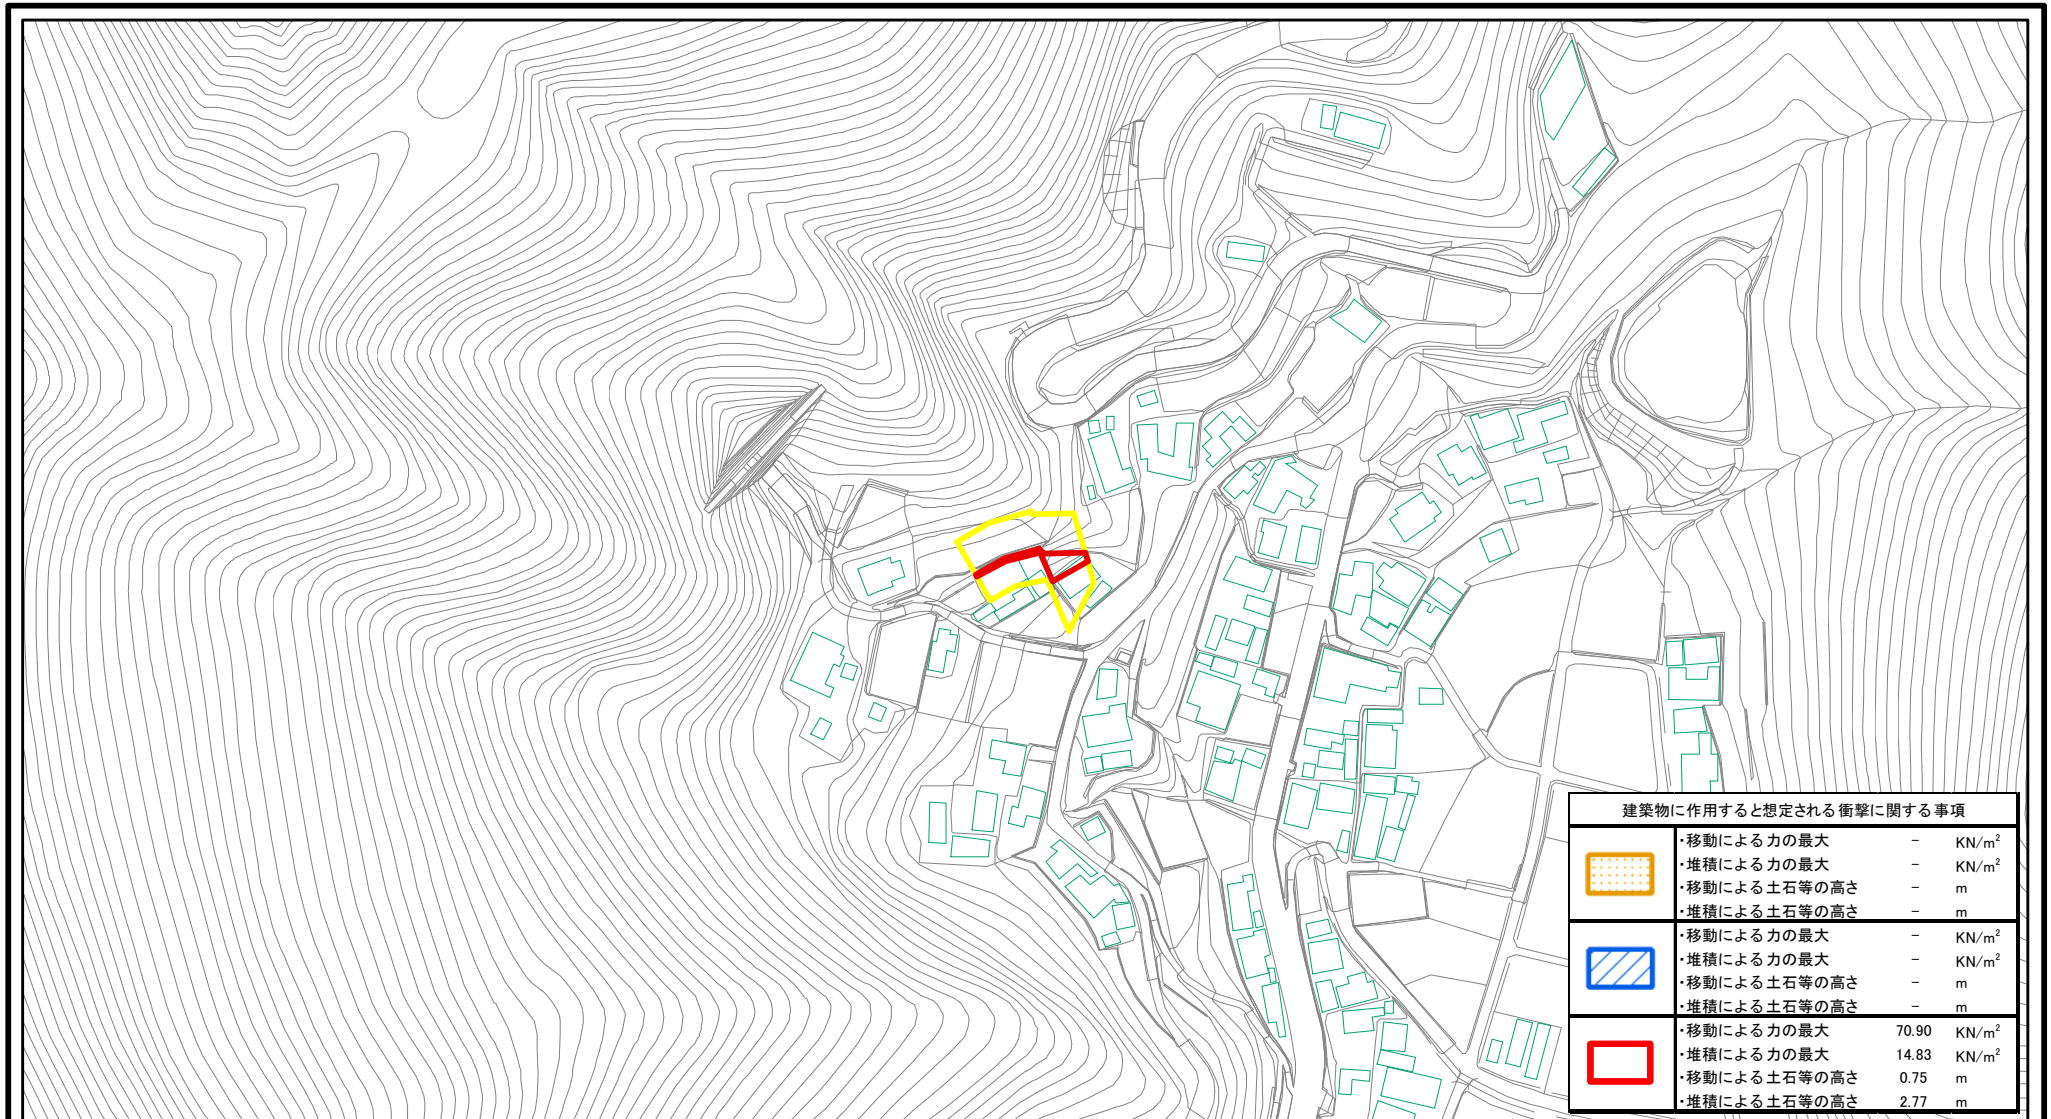 建築物に作用すると想定される衝撃に関する事項
・移動による力の最大 - KN/m²
・堆積による力の最大 - KN/m²
・移動による土石等の高さ - m
・堆積による土石等の高さ - m
・移動による力の最大 - KN/m²
・堆積による力の最大 - KN/m²
・移動による土石等の高さ - m
・堆積による土石等の高さ - m
・移動による力の最大 70.90 KN/m²
・堆積による力の最大 14.83 KN/m²
・移動による土石等の高さ 0.75 m
・堆積による土石等の高さ 2.77 m